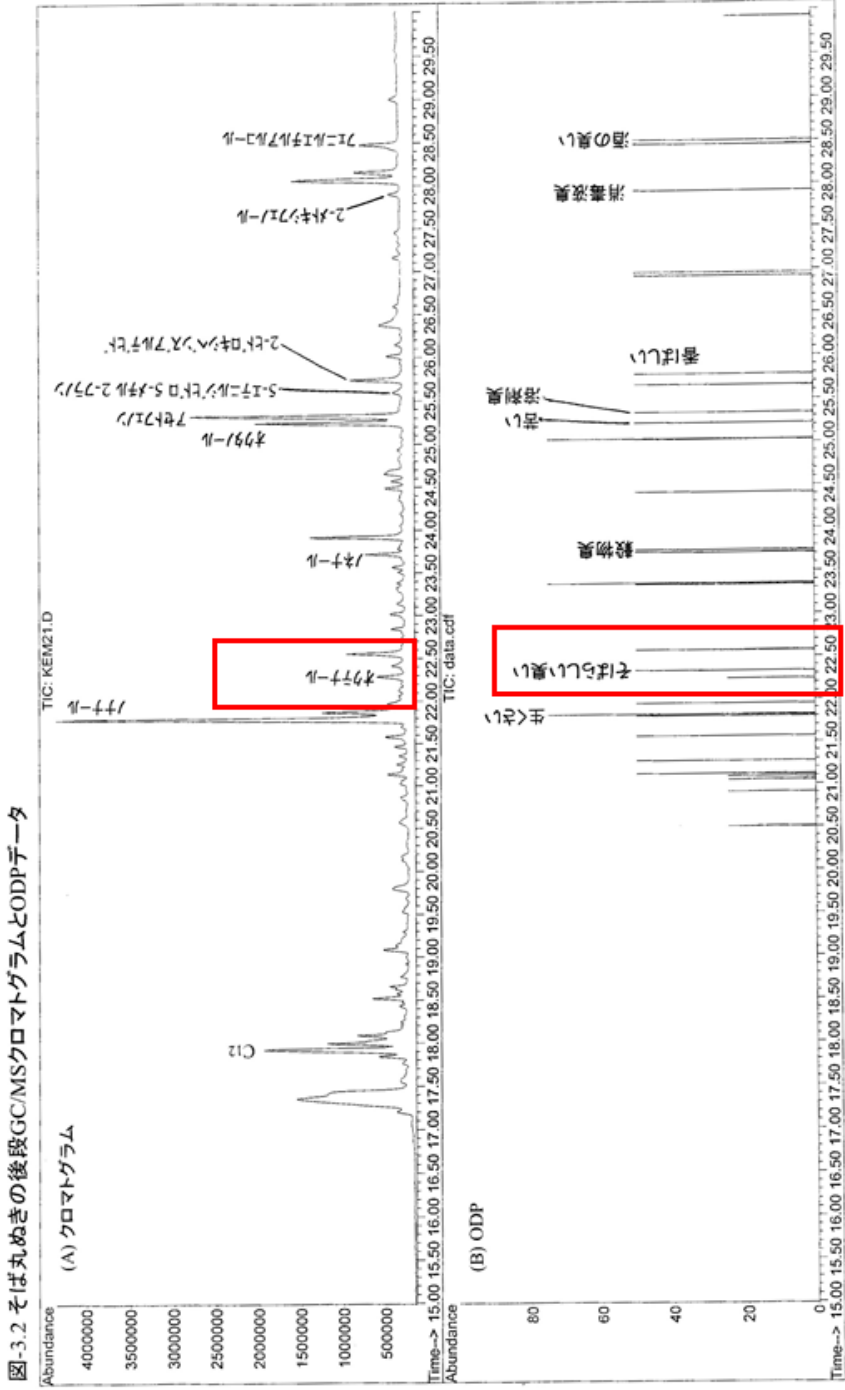 図-3.2 そば丸ぬきの後段GC/MSクロマトグラムとODPデータ
Abundance
TIC: KEM21.D
(A) クロマトグラム
4000000
3500000
3000000
2500000
2000000
1500000
1000000
500000
C12
ノナナール
オクテナール
ノネナール
オクタノール
アセトフェノン
5-エテニルジヒドロ 5-メチル 2-フラノン
2-ヒドロキシベンズアルデヒド
2-メトキシフェノール
フェニルエチルアルコール
Time--> 15.00 15.50 16.00 16.50 17.00 17.50 18.00 18.50 19.00 19.50 20.00 20.50 21.00 21.50 22.00 22.50 23.00 23.50 24.00 24.50 25.00 25.50 26.00 26.50 27.00 27.50 28.00 28.50 29.00 29.50
Abundance
TIC: data.cdf
(B) ODP
80
60
40
20
0
生くさい
そばらしい臭い
穀物臭
苦い
溶剤臭
香ばしい
消毒液臭
酒の臭い
Time--> 15.00 15.50 16.00 16.50 17.00 17.50 18.00 18.50 19.00 19.50 20.00 20.50 21.00 21.50 22.00 22.50 23.00 23.50 24.00 24.50 25.00 25.50 26.00 26.50 27.00 27.50 28.00 28.50 29.00 29.50